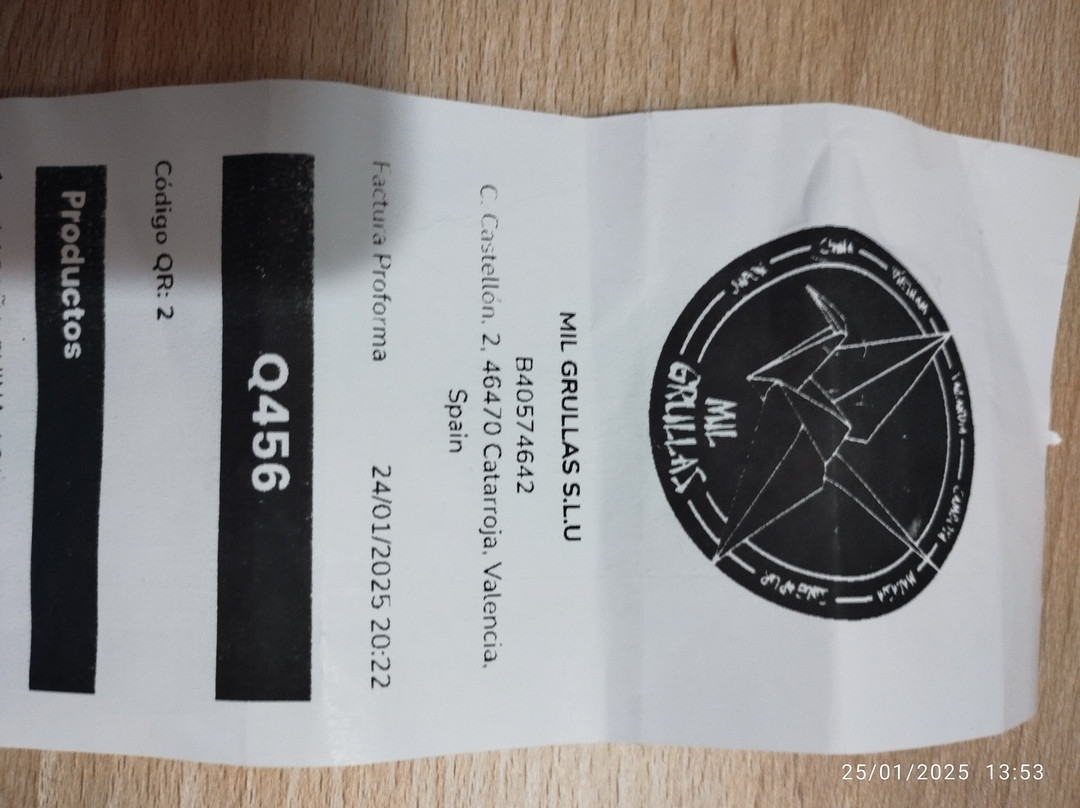 MIL
GRULLAS
MIL GRULLAS S.L.U
B40574642
C. Castellón, 2, 46470 Catarroja, Valencia,
Spain
Factura Proforma 24/01/2025 20:22
Q456
Código QR: 2
Productos
25/01/2025 13:53